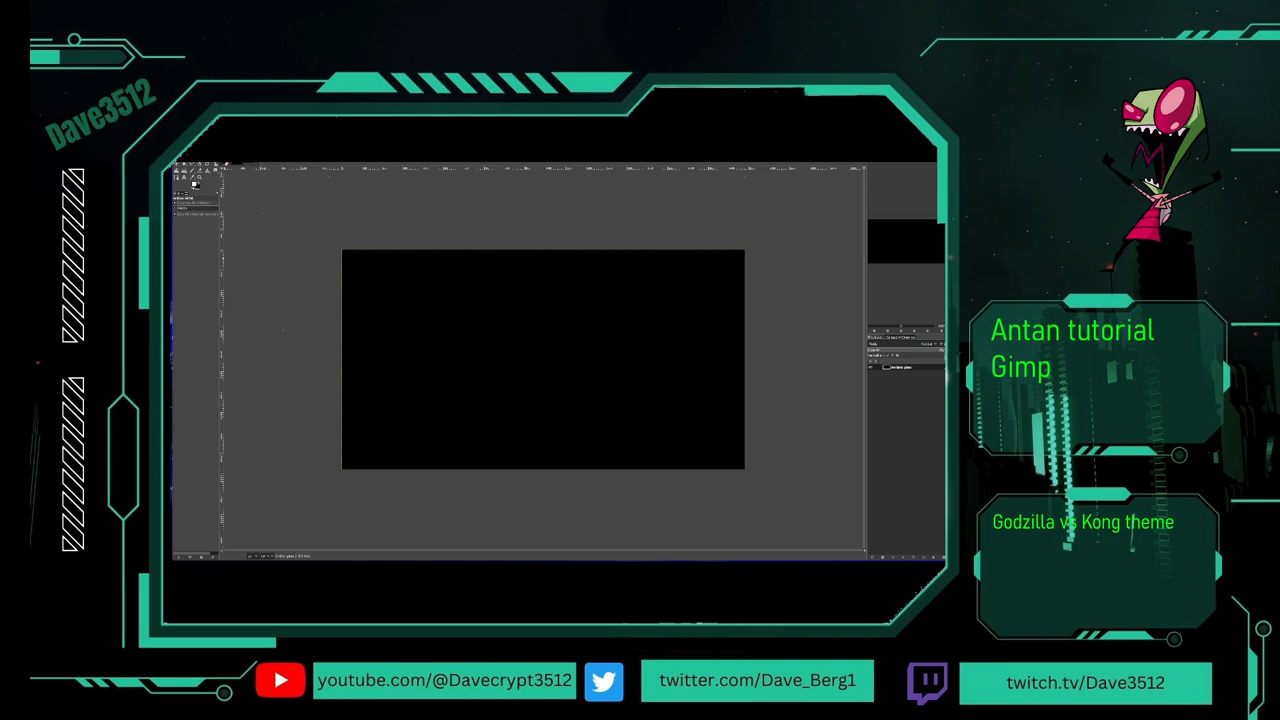 Dave3512
Antan tutorial
Gimp
Godzilla vs Kong theme
youtube.com/@Davecrypt3512
twitter.com/Dave_Berg1
twitch.tv/Dave3512